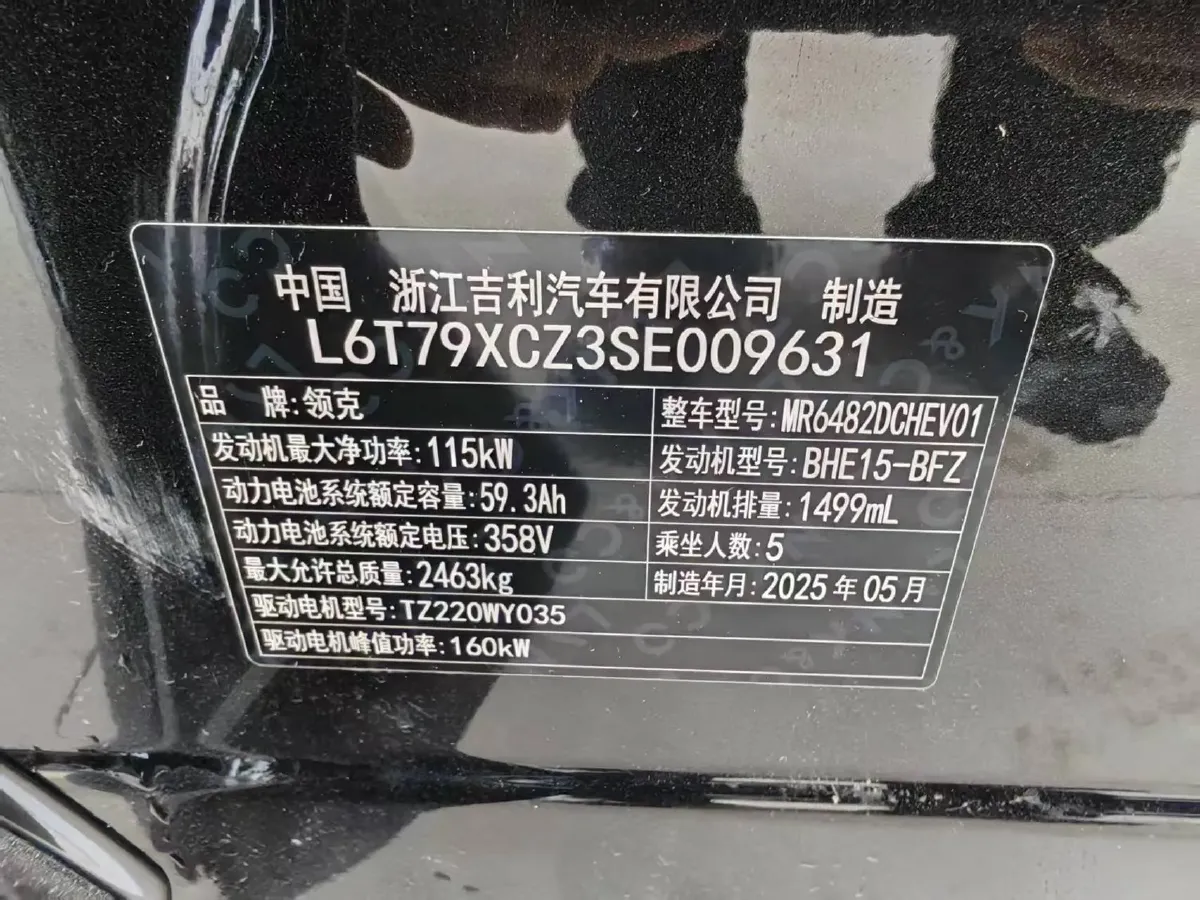 中国 浙江吉利汽车有限公司 制造
L6T79XCZ3SE009631
品 牌:领克 整车型号:MR6482DCHEV01
发动机最大净功率:115kW 发动机型号:BHE15-BFZ
动力电池系统额定容量:59.3Ah 发动机排量:1499mL
动力电池系统额定电压:358V 乘坐人数:5
最大允许总质量:2463kg 制造年月:2025年05月
驱动电机型号:TZ220WY035
驱动电机峰值功率:160kW